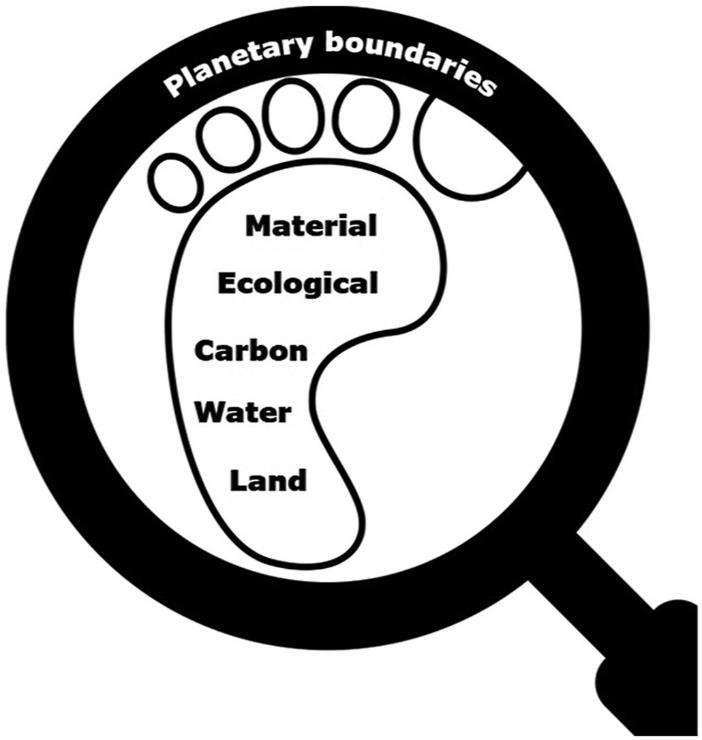 Planetary boundaries
Material
Ecological
Carbon
Water
Land